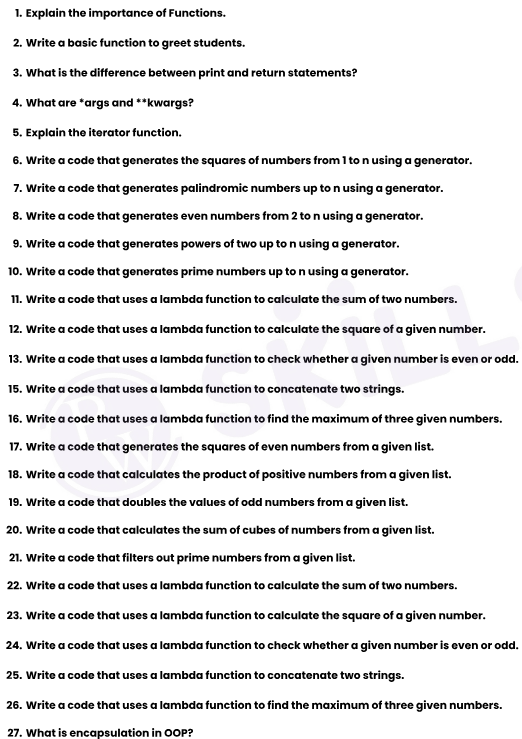 1. Explain the importance of Functions.
2. Write a basic function to greet students.
3. What is the difference between print and return statements?
4. What are *args and **kwargs?
5. Explain the iterator function.
6. Write a code that generates the squares of numbers from 1 to n using a generator.
7. Write a code that generates palindromic numbers up to n using a generator.
8. Write a code that generates even numbers from 2 to n using a generator.
9. Write a code that generates powers of two up to n using a generator.
10. Write a code that generates prime numbers up to n using a generator.
11. Write a code that uses a lambda function to calculate the sum of two numbers.
12. Write a code that uses a lambda function to calculate the square of a given number.
13. Write a code that uses a lambda function to check whether a given number is even or odd.
15. Write a code that uses a lambda function to concatenate two strings.
16. Write a code that uses a lambda function to find the maximum of three given numbers.
17. Write a code that generates the squares of even numbers from a given list.
18. Write a code that calculates the product of positive numbers from a given list.
19. Write a code that doubles the values of odd numbers from a given list.
20. Write a code that calculates the sum of cubes of numbers from a given list.
21. Write a code that filters out prime numbers from a given list.
22. Write a code that uses a lambda function to calculate the sum of two numbers.
23. Write a code that uses a lambda function to calculate the square of a given number.
24. Write a code that uses a lambda function to check whether a given number is even or odd.
25. Write a code that uses a lambda function to concatenate two strings.
26. Write a code that uses a lambda function to find the maximum of three given numbers.
27. What is encapsulation in OOP?
PW SKILLS